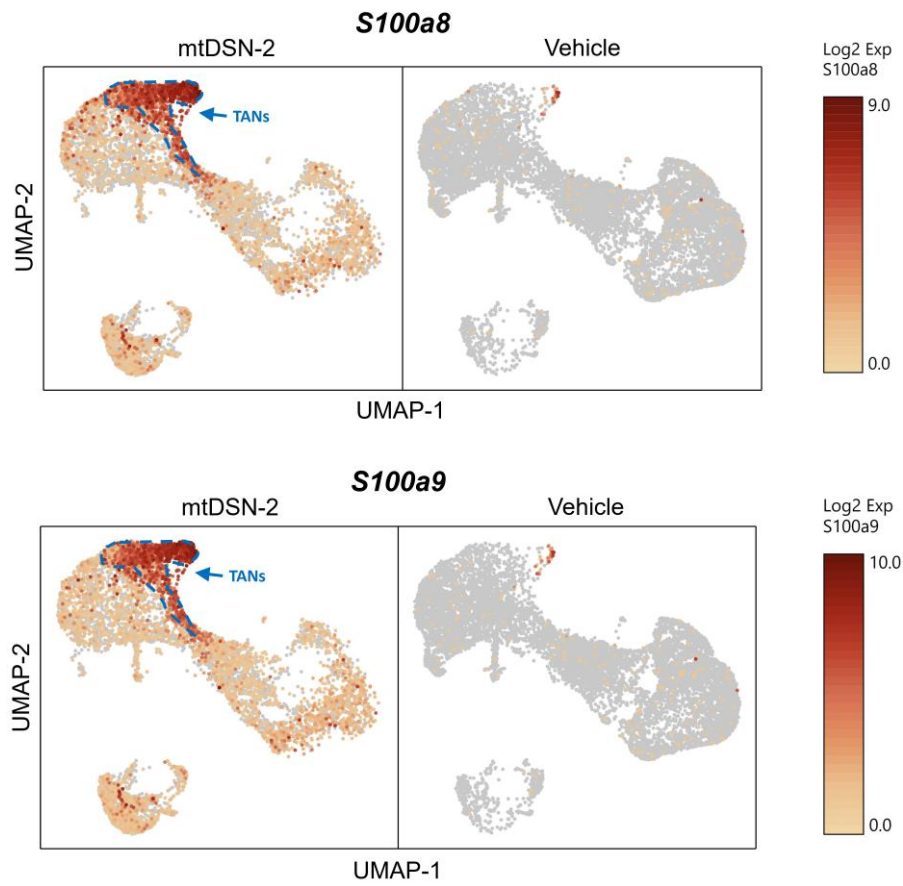 S100a8
mtDSN-2
Vehicle
Log2 Exp
S100a8
9.0
TANs
UMAP-2
0.0
UMAP-1
S100a9
mtDSN-2
Vehicle
Log2 Exp
S100a9
10.0
TANs
UMAP-2
0.0
UMAP-1